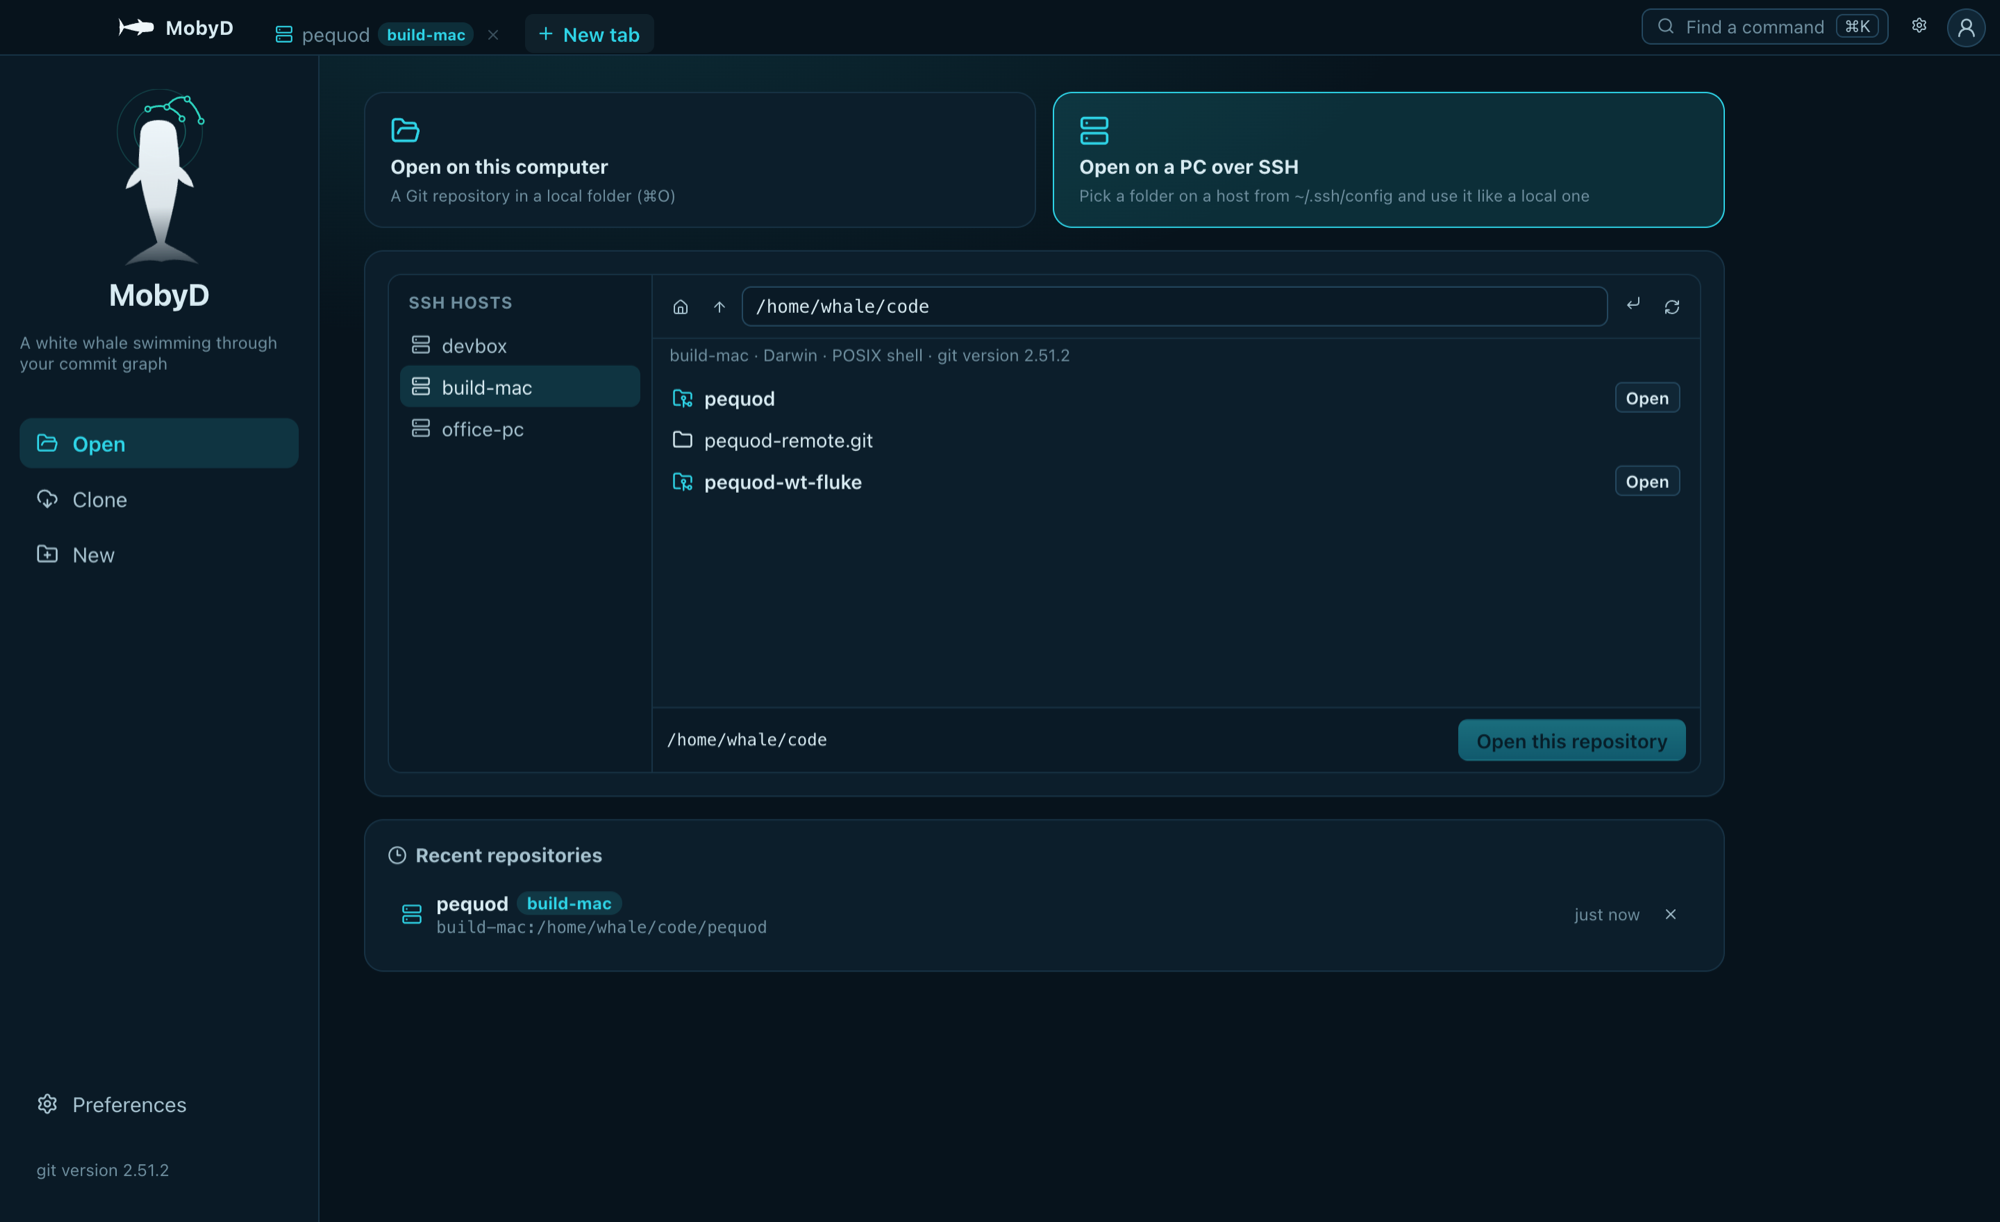 MobyD
pequod build-mac
New tab
Find a command ⌘K
MobyD
A white whale swimming through
your commit graph
Open
Clone
New
Preferences
git version 2.51.2
Open on this computer
A Git repository in a local folder (⌘O)
Open on a PC over SSH
Pick a folder on a host from ~/.ssh/config and use it like a local one
SSH HOSTS
devbox
build-mac
office-pc
/home/whale/code
build-mac · Darwin · POSIX shell · git version 2.51.2
pequod Open
pequod-remote.git
pequod-wt-fluke Open
/home/whale/code
Open this repository
Recent repositories
pequod build-mac
build-mac:/home/whale/code/pequod
just now